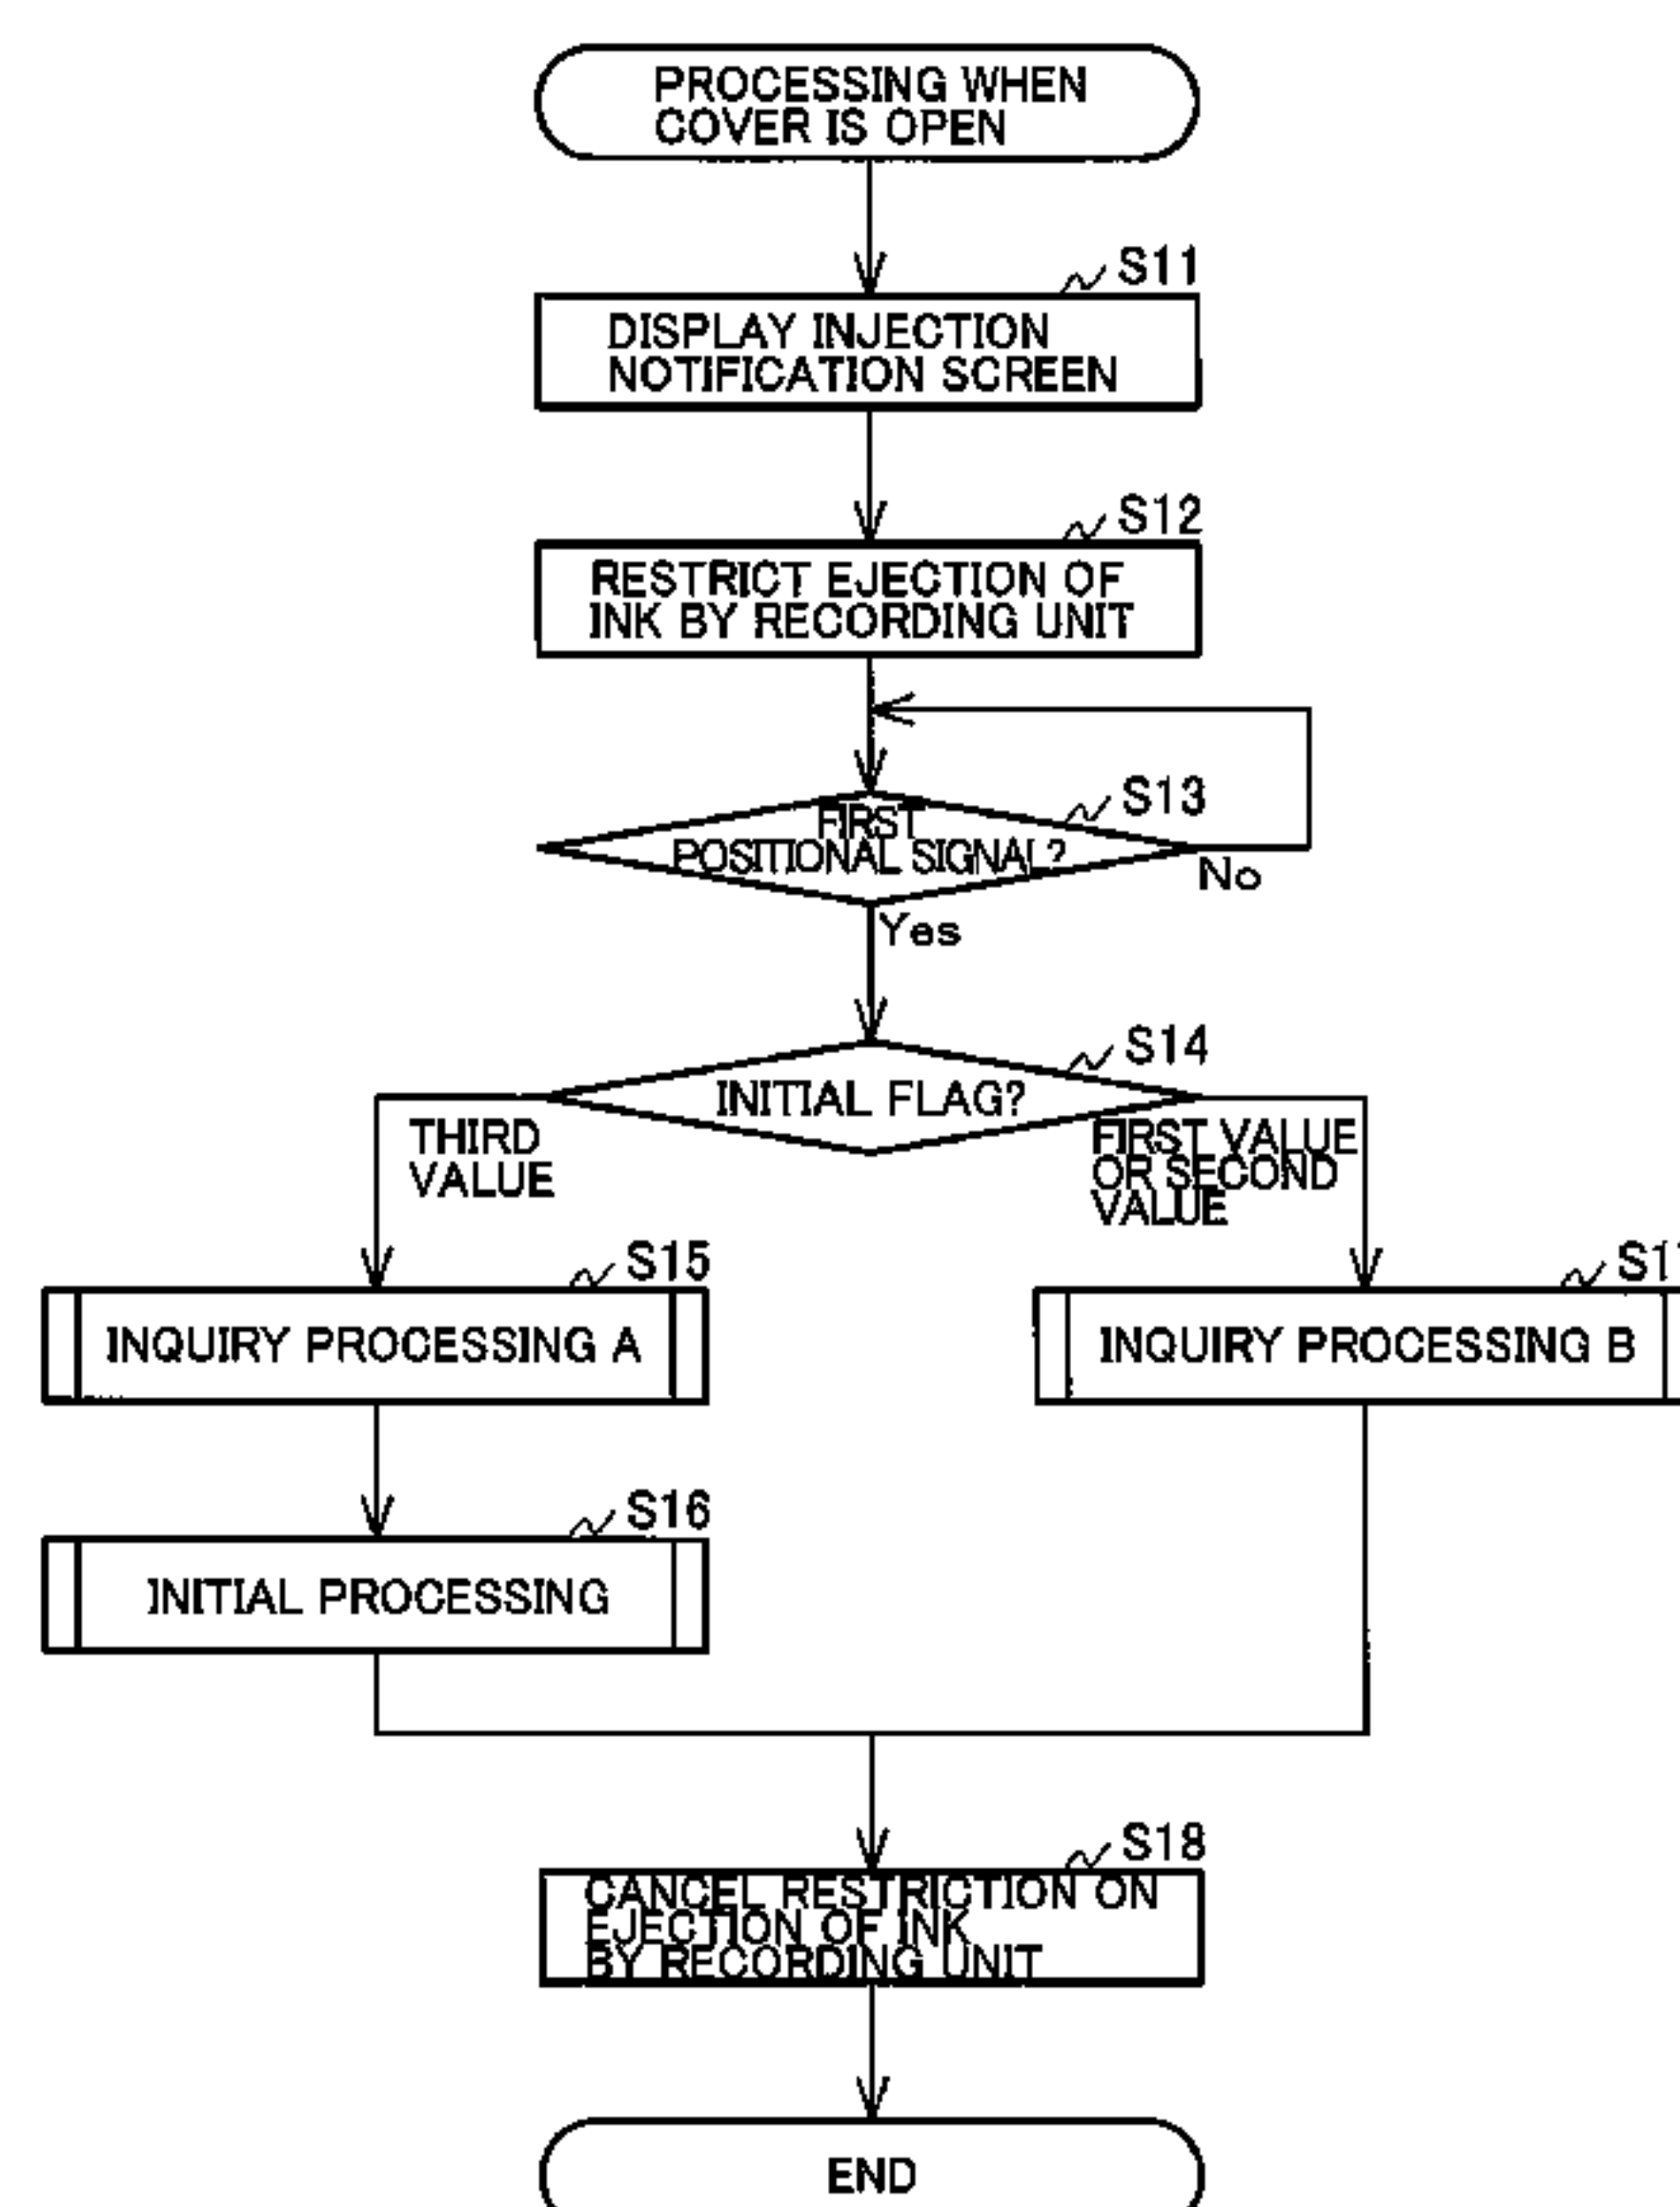 PROCESSING WHEN
COVER IS OPEN
S11
DISPLAY INJECTION
NOTIFICATION SCREEN
S12
RESTRICT EJECTION OF
INK BY RECORDING UNIT
S13
FIRST
POSITIONAL SIGNAL?
No
Yes
S14
INITIAL FLAG?
THIRD
VALUE
FIRST VALUE
OR SECOND
VALUE
S15
INQUIRY PROCESSING A
INQUIRY PROCESSING B
S16
INITIAL PROCESSING
S18
CANCEL RESTRICTION ON
EJECTION OF INK
BY RECORDING UNIT
END